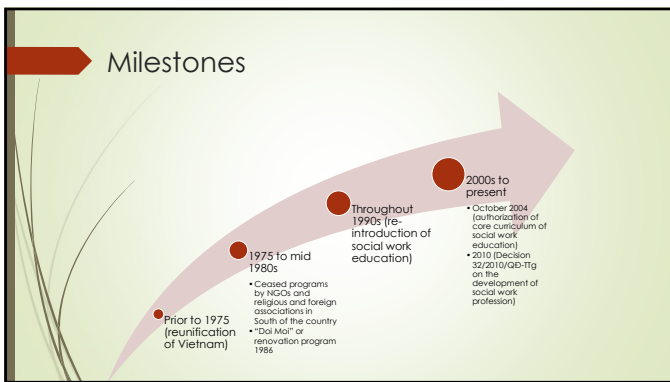 Milestones
Prior to 1975
(reunification
of Vietnam)
1975 to mid
1980s
• Ceased programs
by NGOs and
religious and foreign
associations in
South of the country
• "Doi Moi" or
renovation program
1986
Throughout
1990s (re-
introduction of
social work
education)
2000s to
present
• October 2004
(authorization of
core curriculum of
social work
education)
• 2010 (Decision
32/2010/QĐ-TTg
on the
development of
social work
profession)